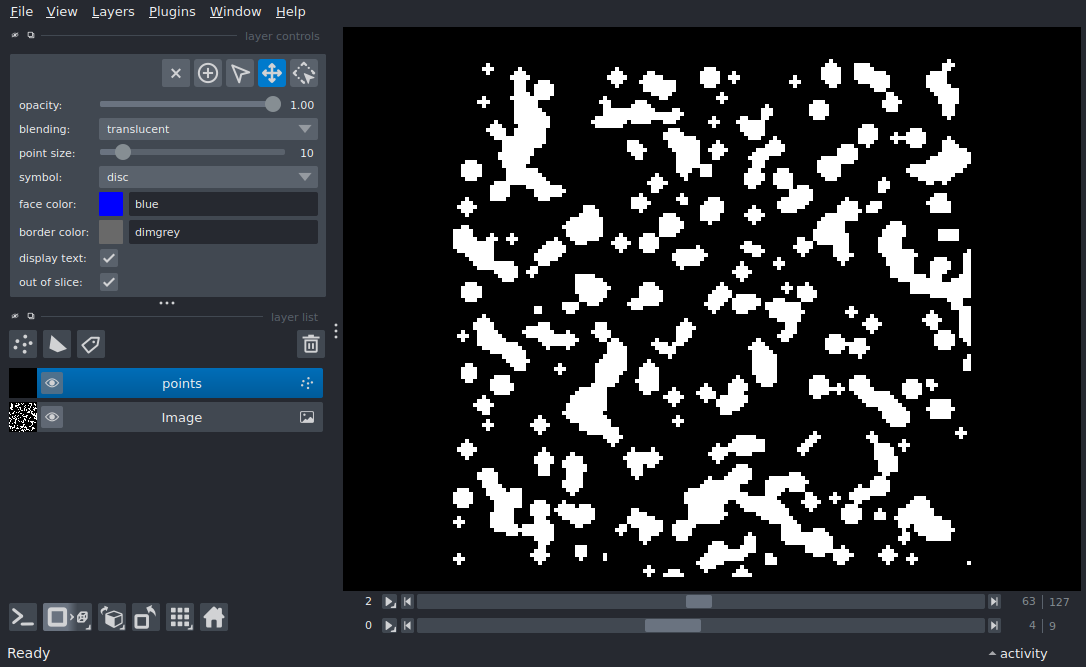 File View Layers Plugins Window Help
layer controls
opacity: 1.00
blending: translucent
point size: 10
symbol: disc
face color: blue
border color: dimgrey
display text:
out of slice:
layer list
points
Image
2 63 | 127
0 4 | 9
Ready activity